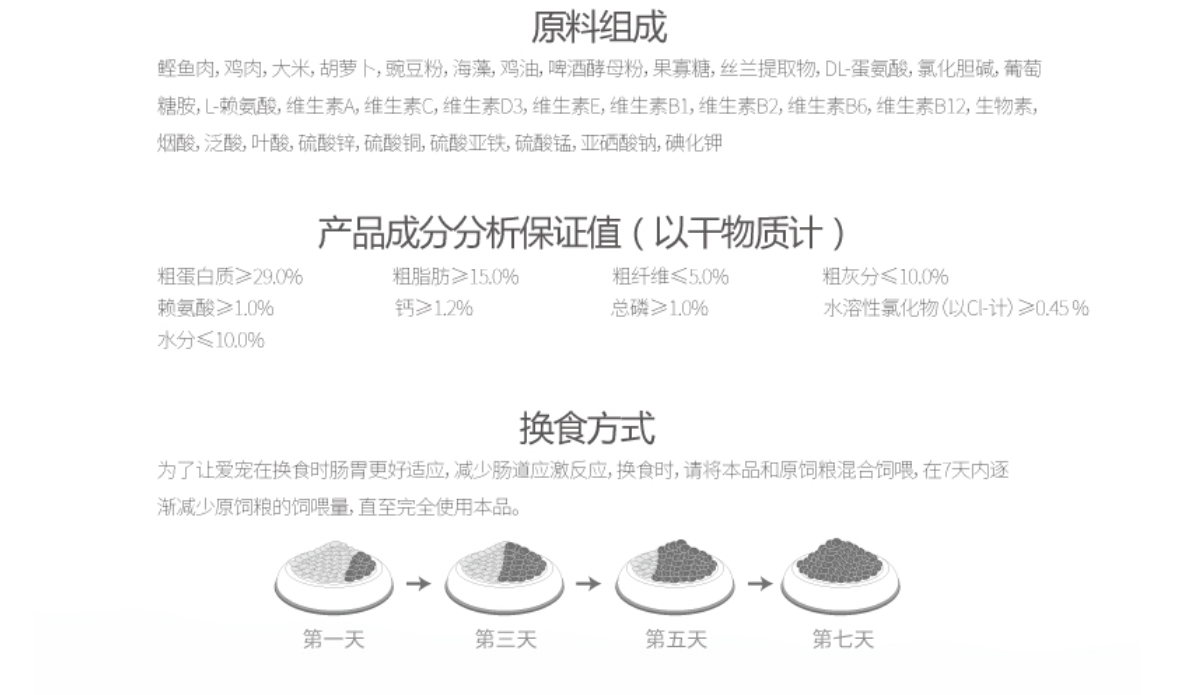 原料组成
鲣鱼肉, 鸡肉, 大米, 胡萝卜, 豌豆粉, 海藻, 鸡油, 啤酒酵母粉, 果寡糖, 丝兰提取物, DL-蛋氨酸, 氯化胆碱, 葡萄
糖胺, L-赖氨酸, 维生素A, 维生素C, 维生素D3, 维生素E, 维生素B1, 维生素B2, 维生素B6, 维生素B12, 生物素,
烟酸, 泛酸, 叶酸, 硫酸锌, 硫酸铜, 硫酸亚铁, 硫酸锰, 亚硒酸钠, 碘化钾
产品成分分析保证值（以干物质计）
粗蛋白质≥29.0% 粗脂肪≥15.0% 粗纤维≤5.0% 粗灰分≤10.0%
赖氨酸≥1.0% 钙≥1.2% 总磷≥1.0% 水溶性氯化物(以Cl-计)≥0.45%
水分≤10.0%
换食方式
为了让爱宠在换食时肠胃更好适应, 减少肠道应激反应, 换食时, 请将本品和原饲粮混合饲喂, 在7天内逐
渐减少原饲粮的饲喂量, 直至完全使用本品。
第一天 第三天 第五天 第七天